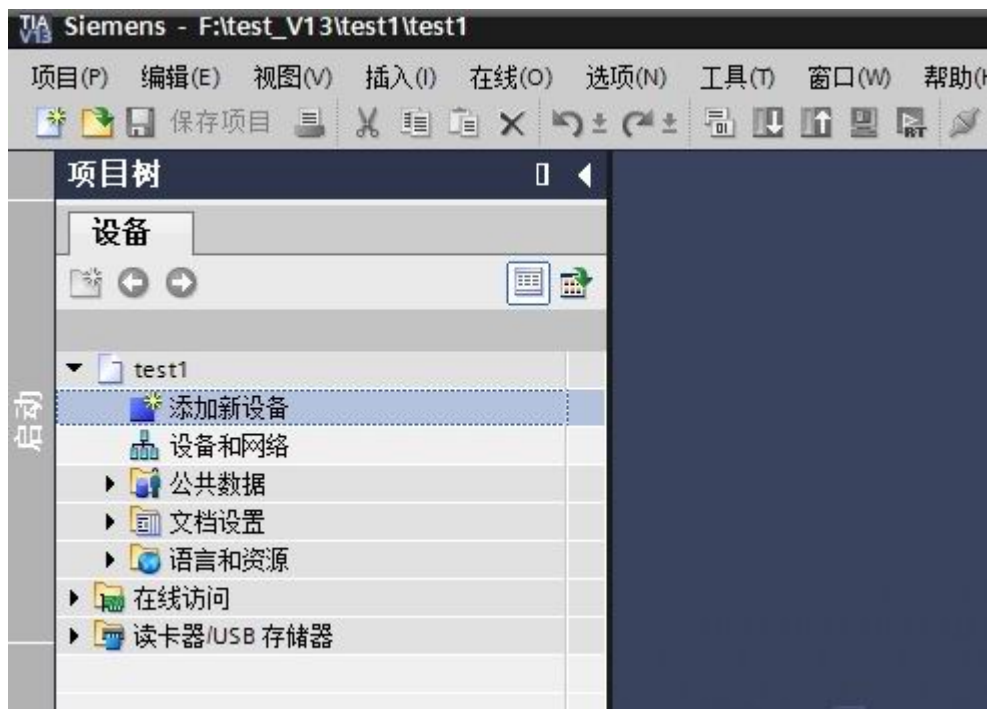 TIA V13 Siemens - F:\test_V13\test1\test1
项目(P) 编辑(E) 视图(V) 插入(I) 在线(O) 选项(N) 工具(T) 窗口(W) 帮助(H
保存项目
项目树
设备
test1
添加新设备
设备和网络
公共数据
文档设置
语言和资源
在线访问
读卡器/USB 存储器
启动